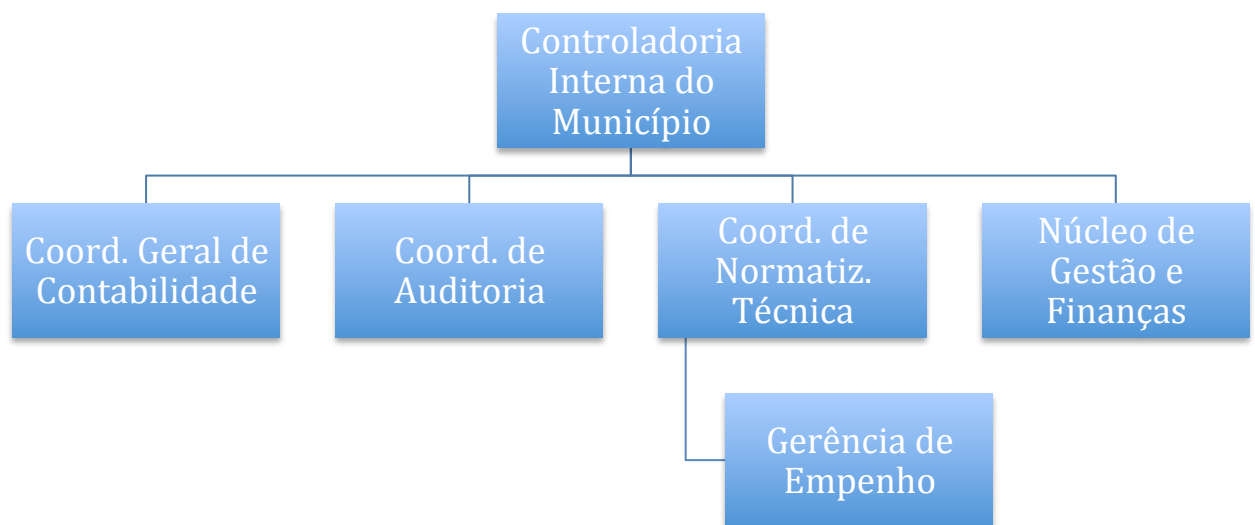 Controladoria
Interna do
Município
Coord. Geral de
Contabilidade
Coord. de
Auditoria
Coord. de
Normatiz.
Técnica
Núcleo de
Gestão e
Finanças
Gerência de
Empenho